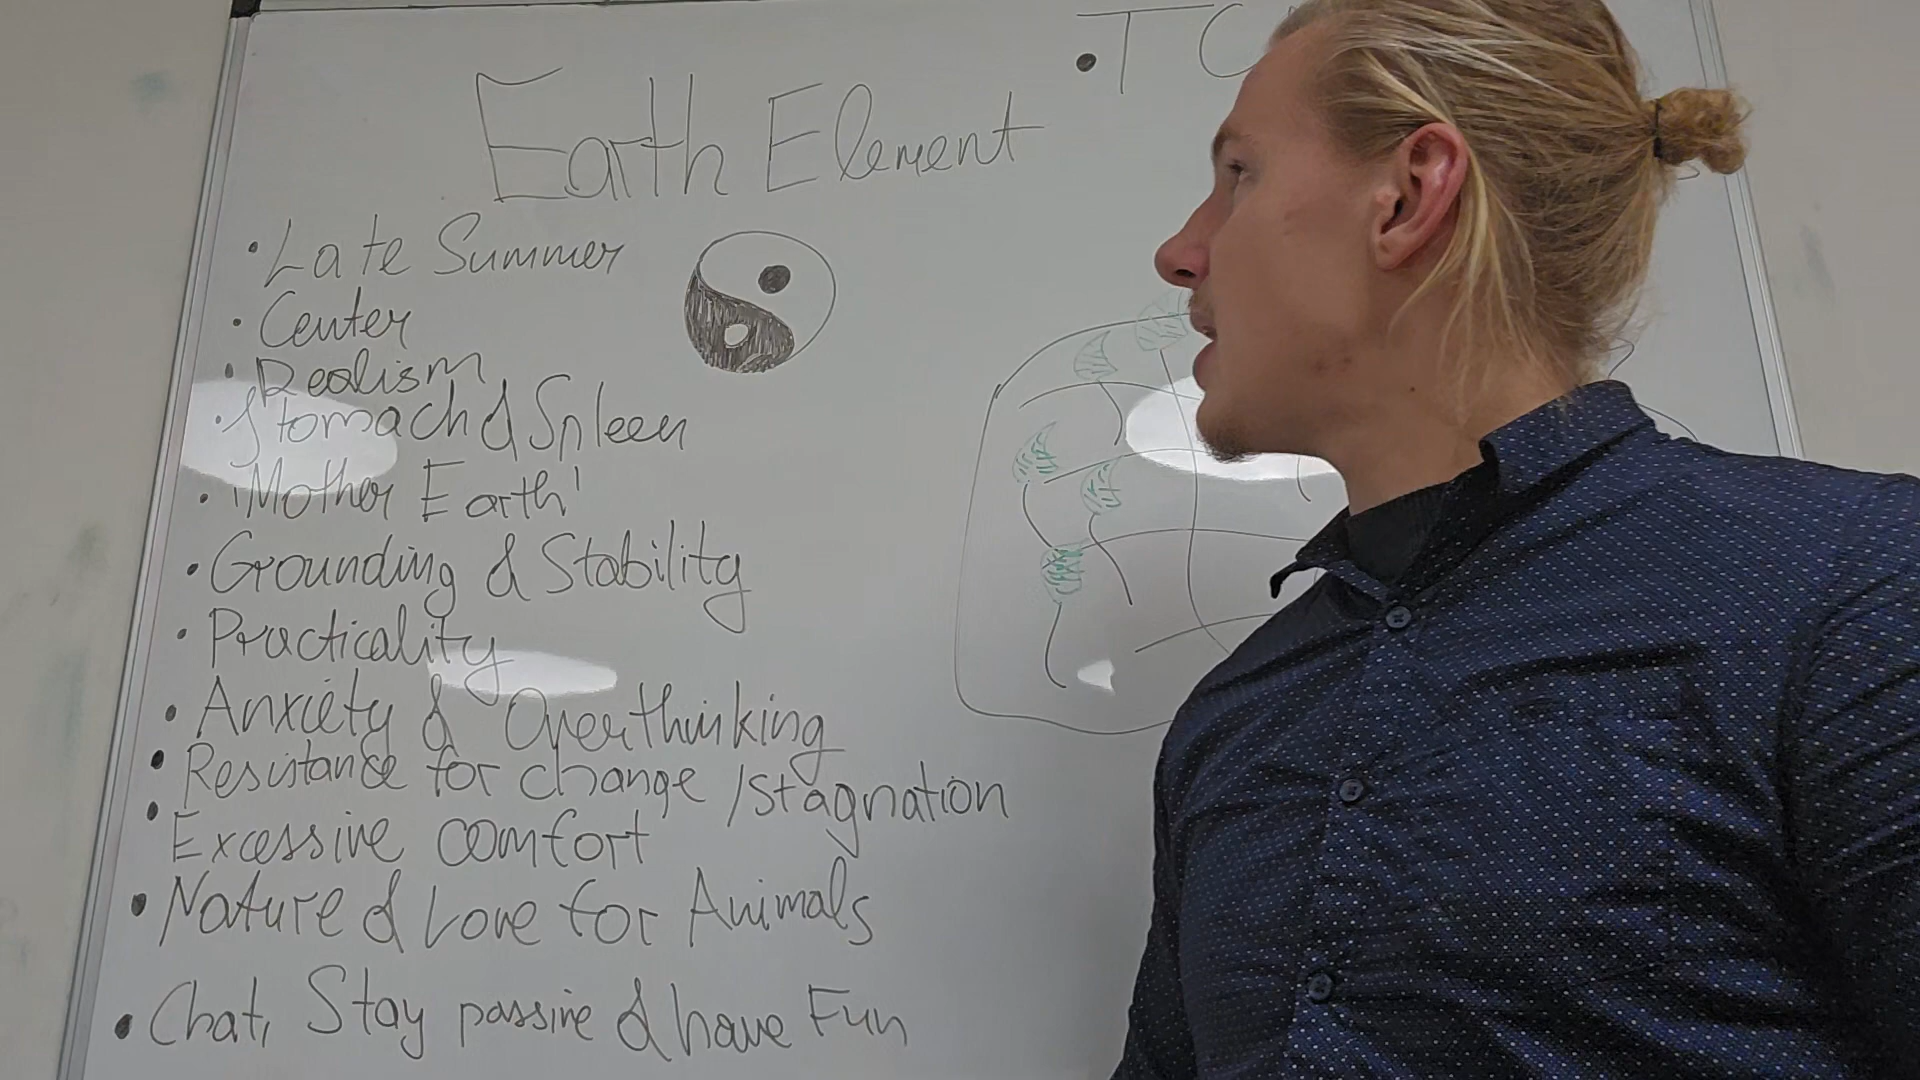 • TC
Earth Element
• Late Summer
• Center
• Realism
• Stomach & Spleen
• 'Mother Earth'
• Grounding & Stability
• Practicality
• Anxiety & Overthinking
• Resistance for change /stagnation
• Excessive comfort
• Nature & Love for Animals
• Chat, Stay passive & have Fun